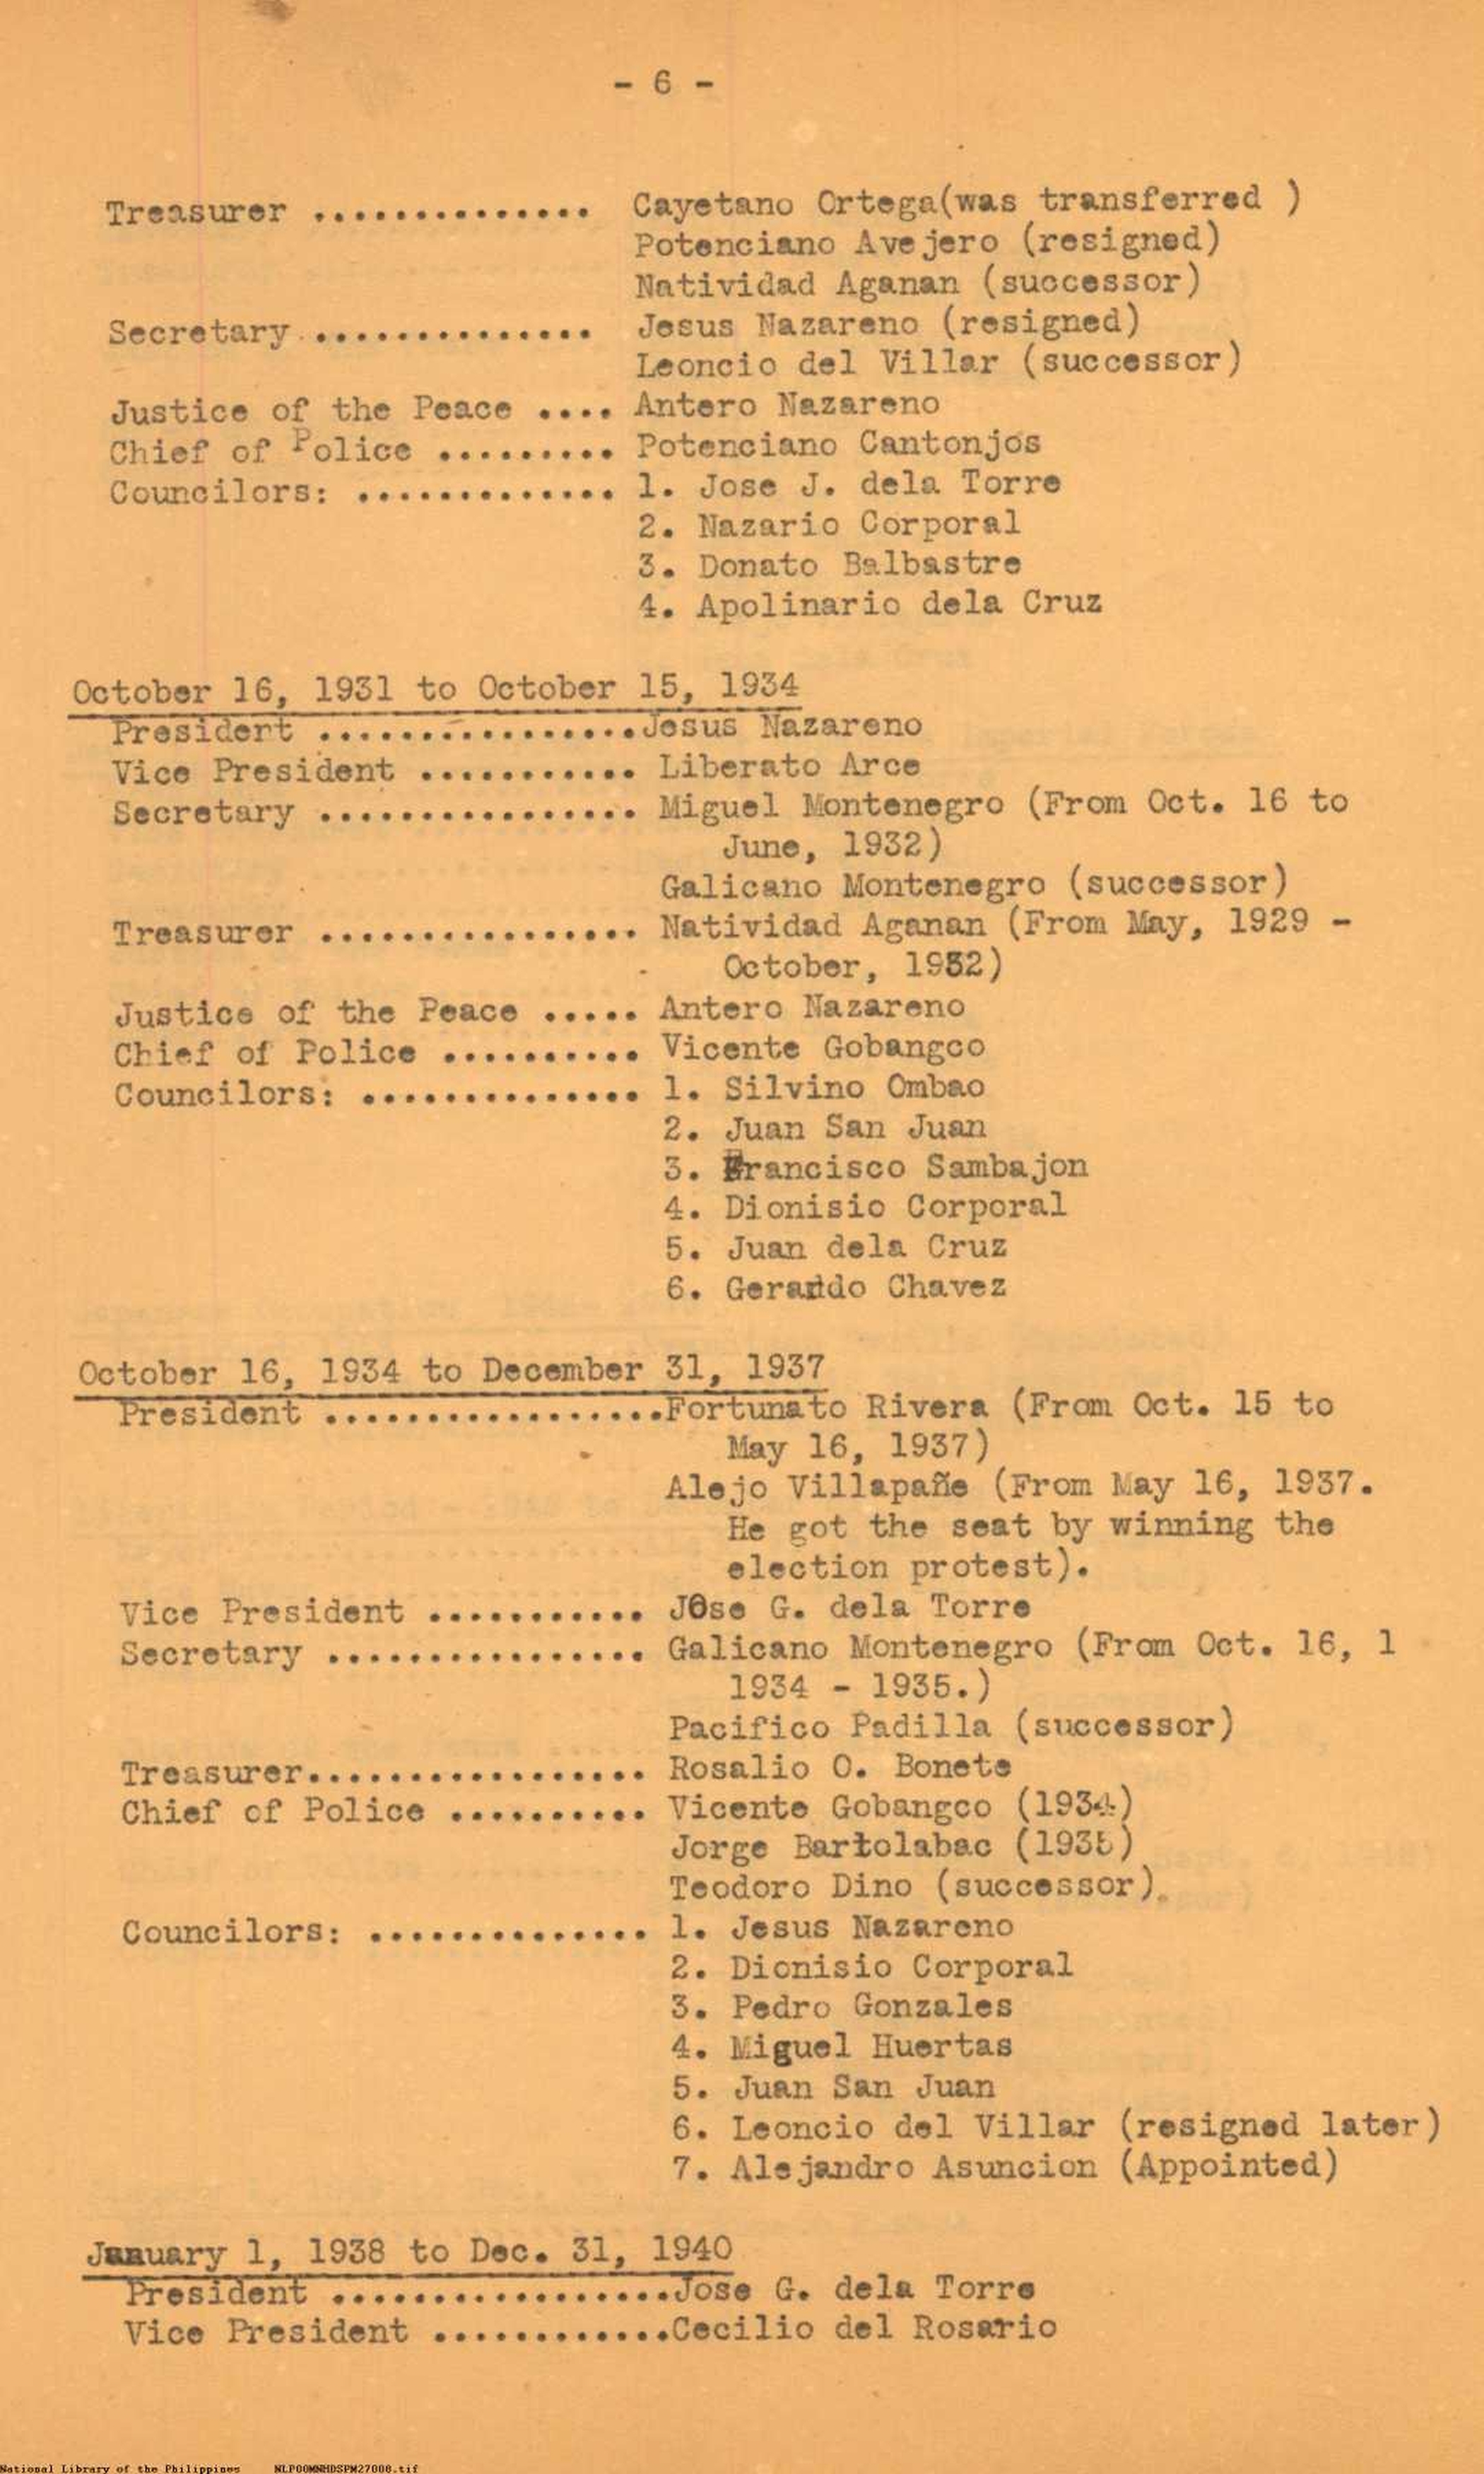 - 6 -
Treasurer .............. Cayetano Ortega(was transferred )
Potenciano Avejero (resigned)
Natividad Aganan (successor)
Secretary .............. Jesus Nazareno (resigned)
Leoncio del Villar (successor)
Justice of the Peace .... Antero Nazareno
Chief of Police ......... Potenciano Cantonjos
Councilors: ............. 1. Jose J. dela Torre
2. Nazario Corporal
3. Donato Balbastre
4. Apolinario dela Cruz
October 16, 1931 to October 15, 1934
President ................Jesus Nazareno
Vice President ........... Liberato Arce
Secretary ................ Miguel Montenegro (From Oct. 16 to
June, 1932)
Galicano Montenegro (successor)
Treasurer ................ Natividad Aganan (From May, 1929 -
October, 1932)
Justice of the Peace ..... Antero Nazareno
Chief of Police .......... Vicente Gobangco
Councilors: .............. 1. Silvino Ombao
2. Juan San Juan
3. Francisco Sambajon
4. Dionisio Corporal
5. Juan dela Cruz
6. Gerardo Chavez
October 16, 1934 to December 31, 1937
President .................Fortunato Rivera (From Oct. 15 to
May 16, 1937)
Alejo Villapañe (From May 16, 1937.
He got the seat by winning the
election protest).
Vice President ........... Jose G. dela Torre
Secretary ................ Galicano Montenegro (From Oct. 16, 1
1934 - 1935.)
Pacifico Padilla (successor)
Treasurer................. Rosalio O. Bonete
Chief of Police .......... Vicente Gobangco (1934)
Jorge Bartolabac (1935)
Teodoro Dino (successor).
Councilors: .............. 1. Jesus Nazareno
2. Dionisio Corporal
3. Pedro Gonzales
4. Miguel Huertas
5. Juan San Juan
6. Leoncio del Villar (resigned later)
7. Alejandro Asuncion (Appointed)
January 1, 1938 to Dec. 31, 1940
President .................Jose G. dela Torre
Vice President ............Cecilio del Rosario
National Library of the Philippines NLP00MNHDSPM27008.tif